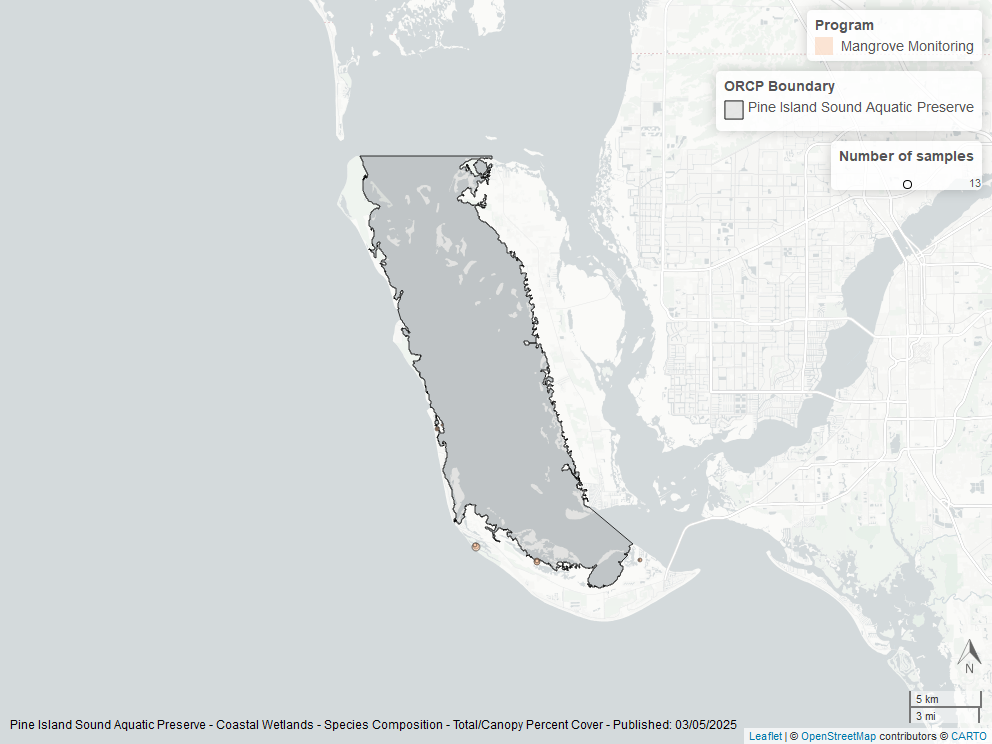 Program
Mangrove Monitoring
ORCP Boundary
Pine Island Sound Aquatic Preserve
Number of samples
13
N
5 km
3 mi
Pine Island Sound Aquatic Preserve - Coastal Wetlands - Species Composition - Total/Canopy Percent Cover - Published: 03/05/2025
Leaflet | © OpenStreetMap contributors © CARTO